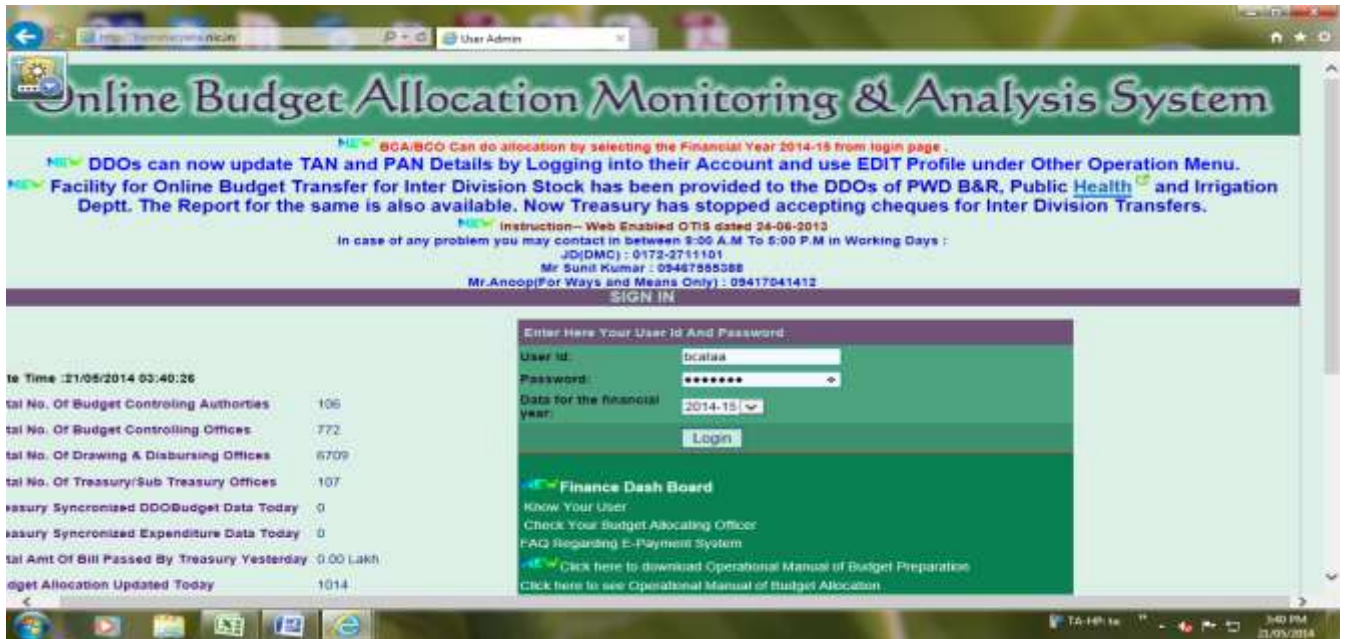 nic.in
User Admin
Online Budget Allocation Monitoring & Analysis System
NEW BCA/BCO Can do allocation by selecting the Financial Year 2014-15 from login page .
NEW DDOs can now update TAN and PAN Details by Logging into their Account and use EDIT Profile under Other Operation Menu.
NEW Facility for Online Budget Transfer for Inter Division Stock has been provided to the DDOs of PWD B&R, Public Health and Irrigation
Deptt. The Report for the same is also available. Now Treasury has stopped accepting cheques for Inter Division Transfers.
NEW Instruction-- Web Enabled OTIS dated 24-06-2013
In case of any problem you may contact in between 9:00 A.M To 5:00 P.M in Working Days :
JD(DMC) : 0172-2711101
Mr Sunil Kumar : 09467555388
Mr.Anoop(For Ways and Means Only) : 09417041412
SIGN IN
Enter Here Your User Id And Password
User Id: bcataa
Password:
Data for the financial year: 2014-15
Login
te Time :21/05/2014 03:40:26
tal No. Of Budget Controling Authorties 106
tal No. Of Budget Controlling Offices 772
tal No. Of Drawing & Disbursing Offices 6709
tal No. Of Treasury/Sub Treasury Offices 107
easury Syncronized DDOBudget Data Today 0
easury Syncronized Expenditure Data Today 0
tal Amt Of Bill Passed By Treasury Yesterday 0.00 Lakh
dget Allocation Updated Today 1014
NEW Finance Dash Board
Know Your User
Check Your Budget Allocating Officer
FAQ Regarding E-Payment System
NEW Click here to download Operational Manual of Budget Preparation
Click here to see Operational Manual of Budget Allocation
3:40 PM
21/05/2014